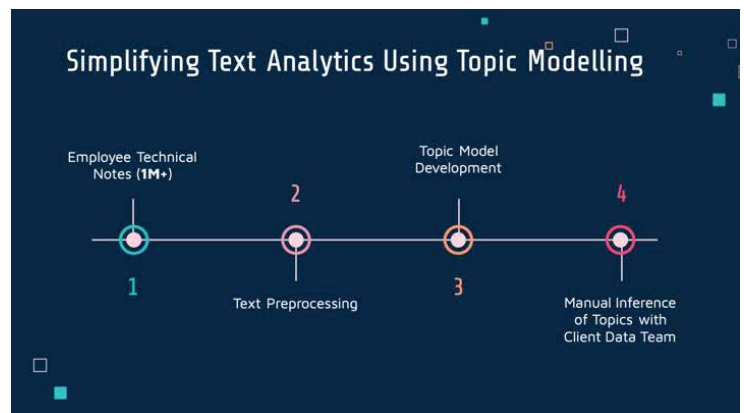 Simplifying Text Analytics Using Topic Modelling
Employee Technical
Notes (1M+)
1
2
Text Preprocessing
Topic Model
Development
3
4
Manual Inference
of Topics with
Client Data Team